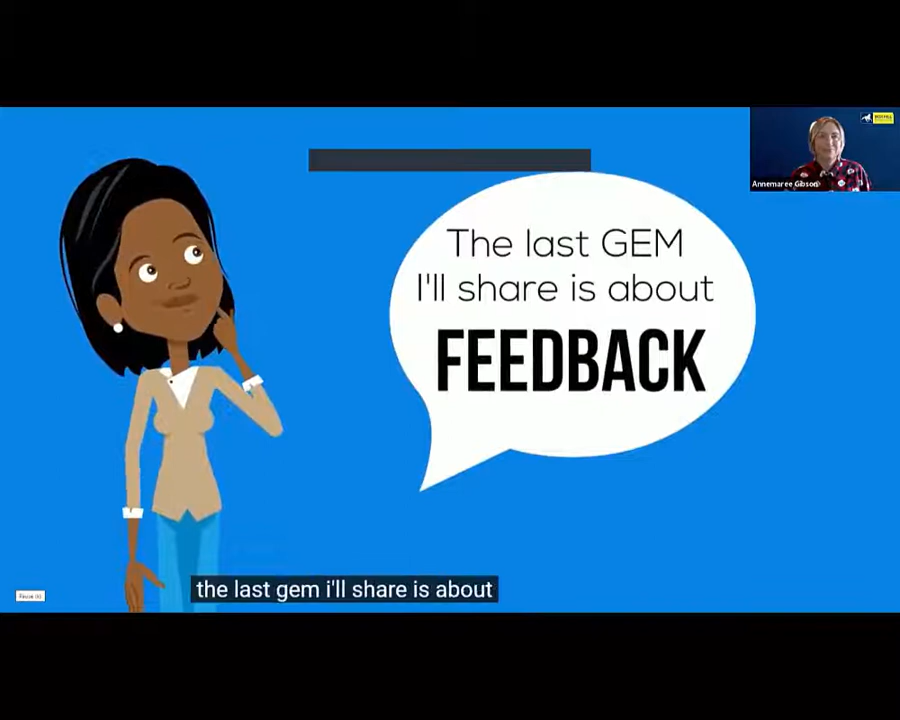 The last GEM
I'll share is about
FEEDBACK
Annemaree Gibson
the last gem i'll share is about